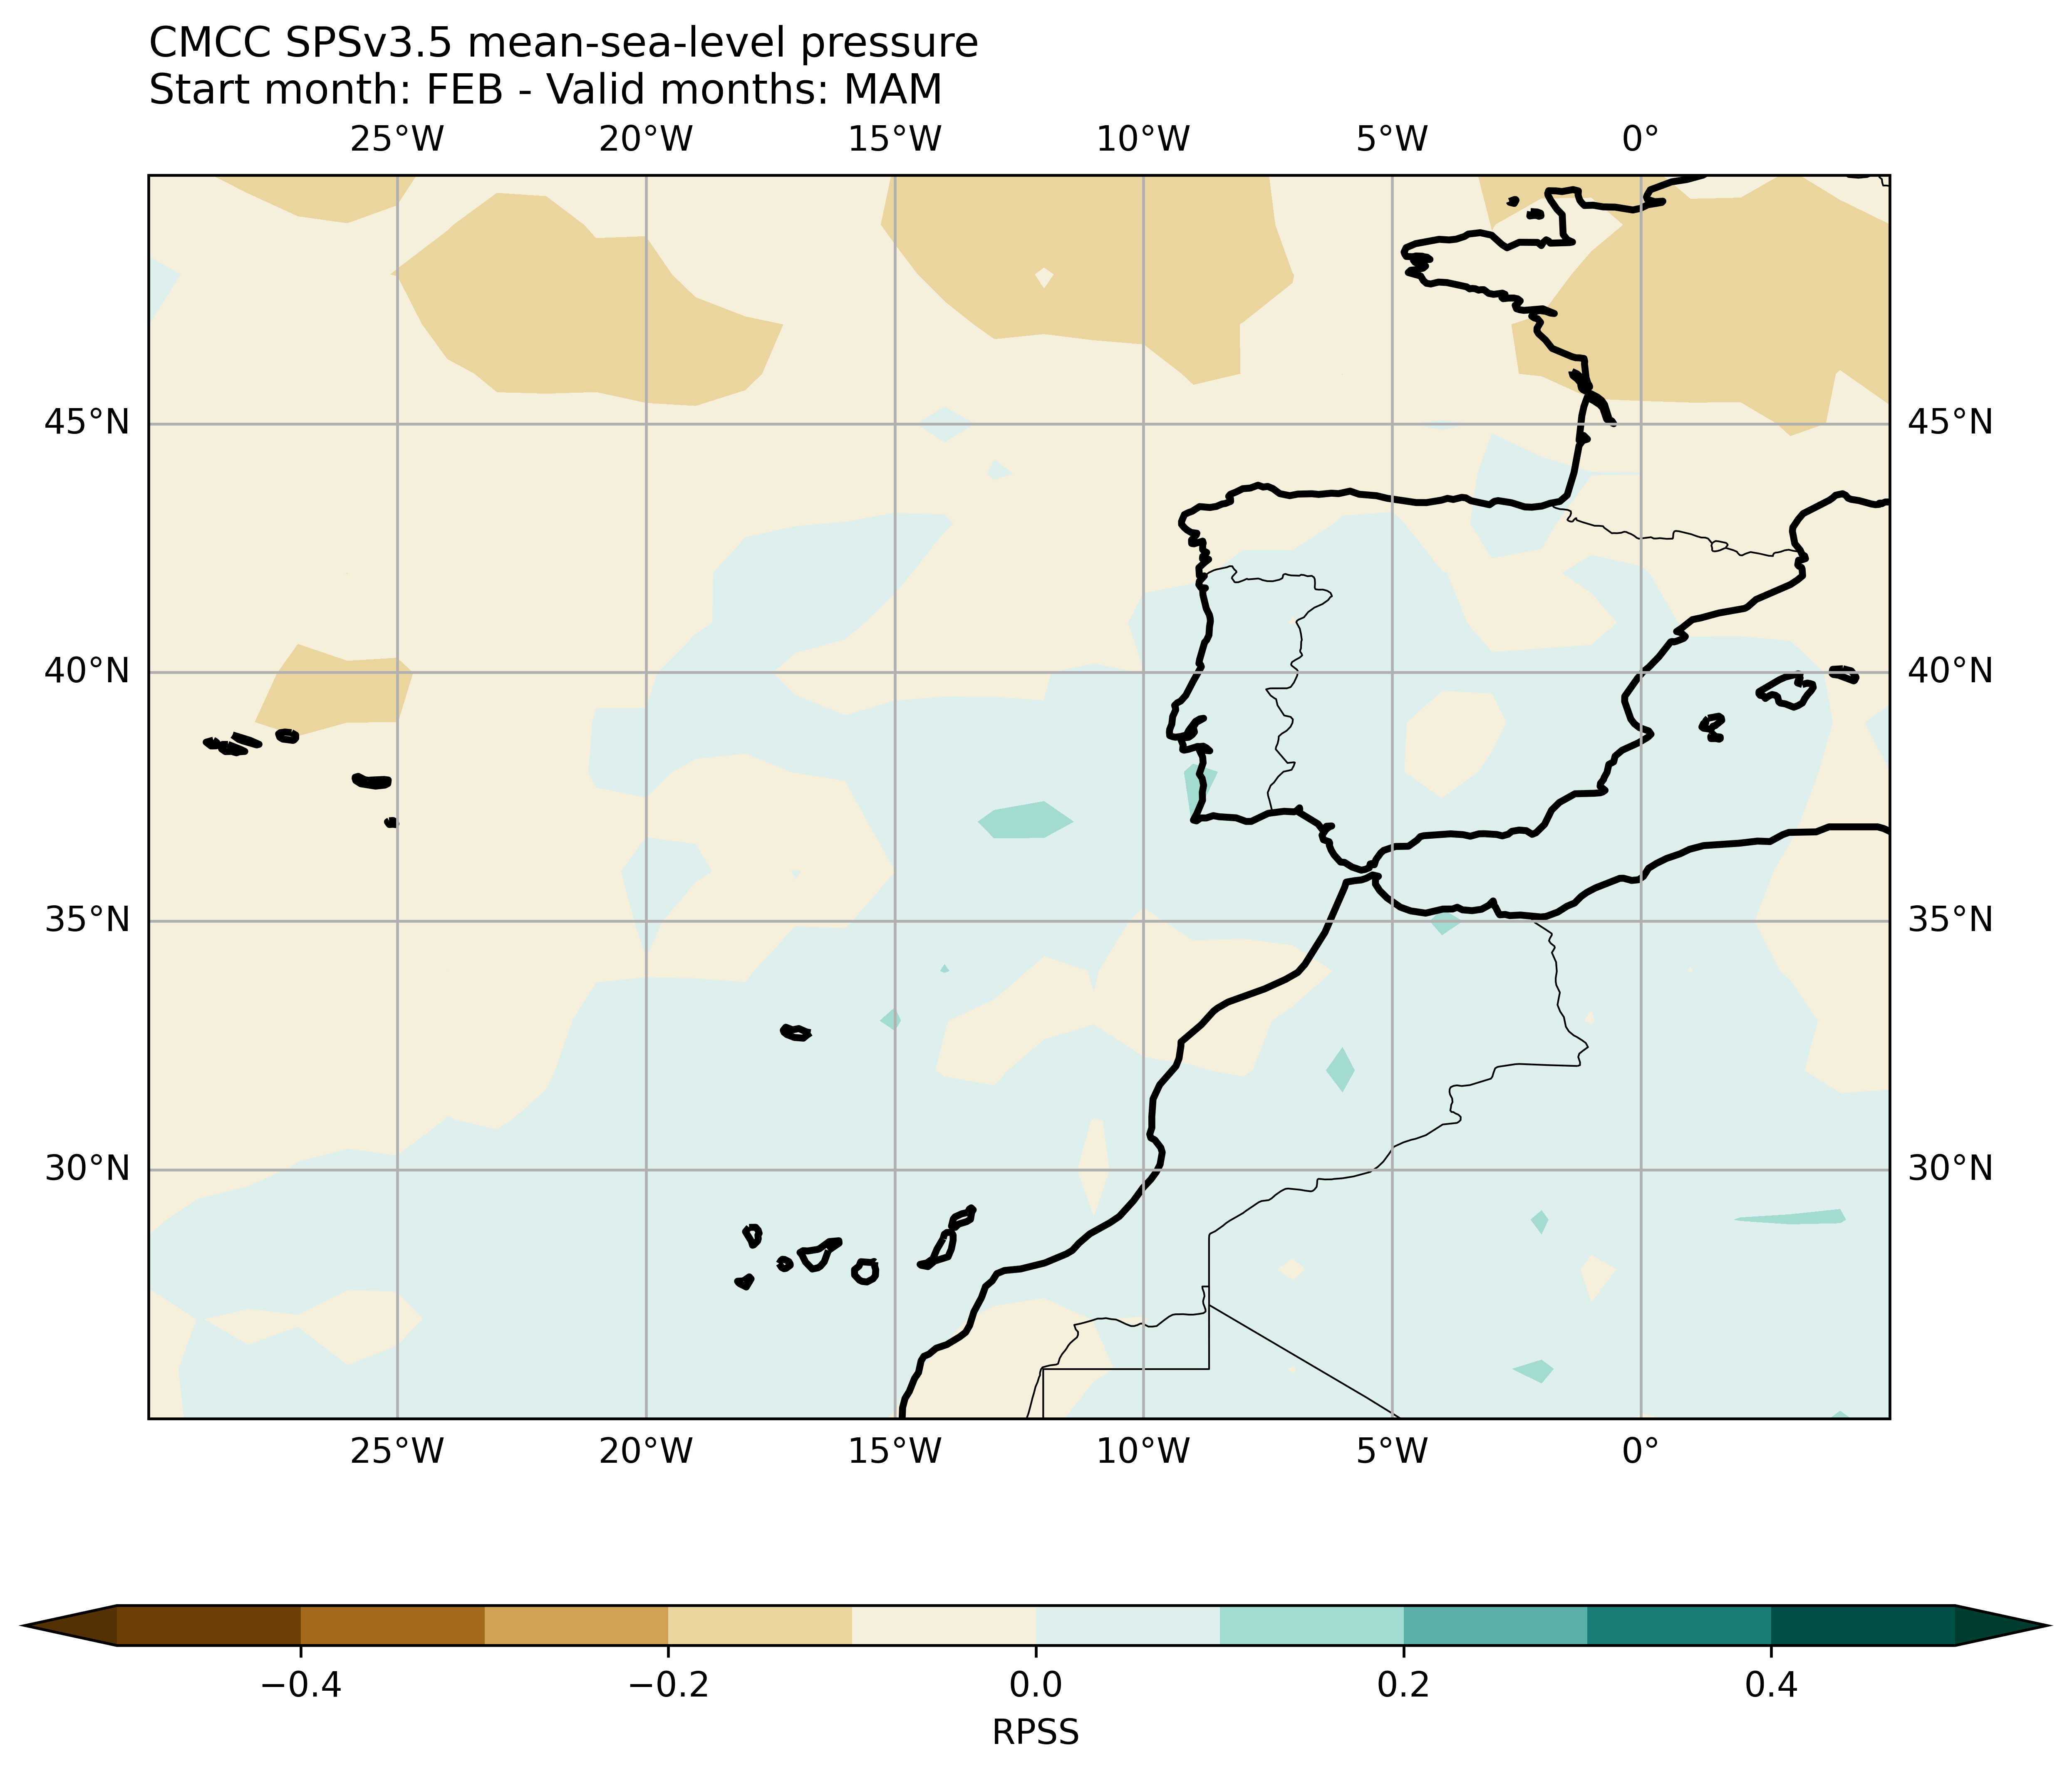 CMCC SPSv3.5 mean-sea-level pressure
Start month: FEB - Valid months: MAM
25°W 20°W 15°W 10°W 5°W 0°
45°N 45°N
40°N 40°N
35°N 35°N
30°N 30°N
25°W 20°W 15°W 10°W 5°W 0°
−0.4 −0.2 0.0 0.2 0.4
RPSS